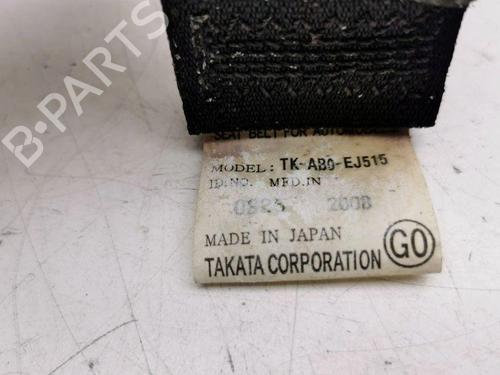 B-PARTS
SEAT BELT FOR AUTOMOBILE
MODEL: TK-AB0-EJ515
ID.NO. MFD.IN
2008
MADE IN JAPAN
TAKATA CORPORATION GO